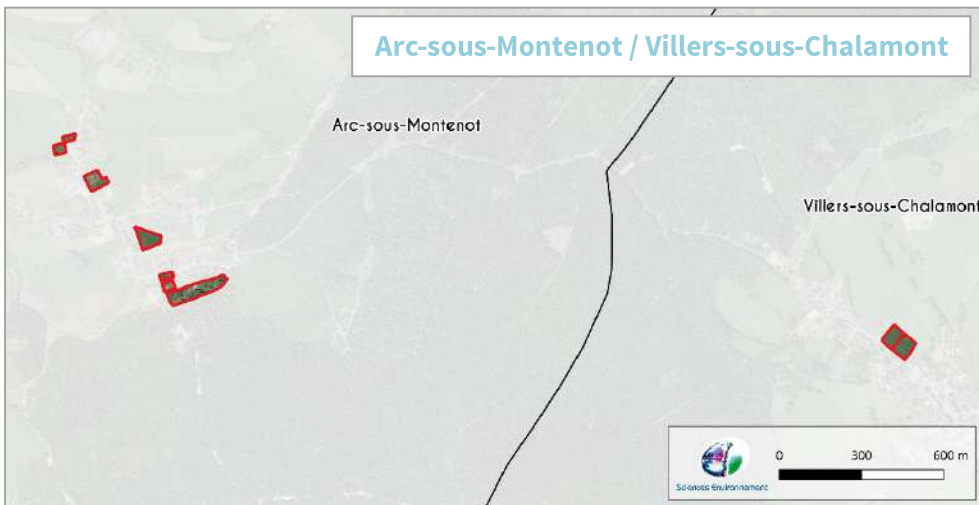 Arc-sous-Montenot / Villers-sous-Chalamont
Arc-sous-Montenot
Villers-sous-Chalamont
0 300 600 m
Sciences Environnement